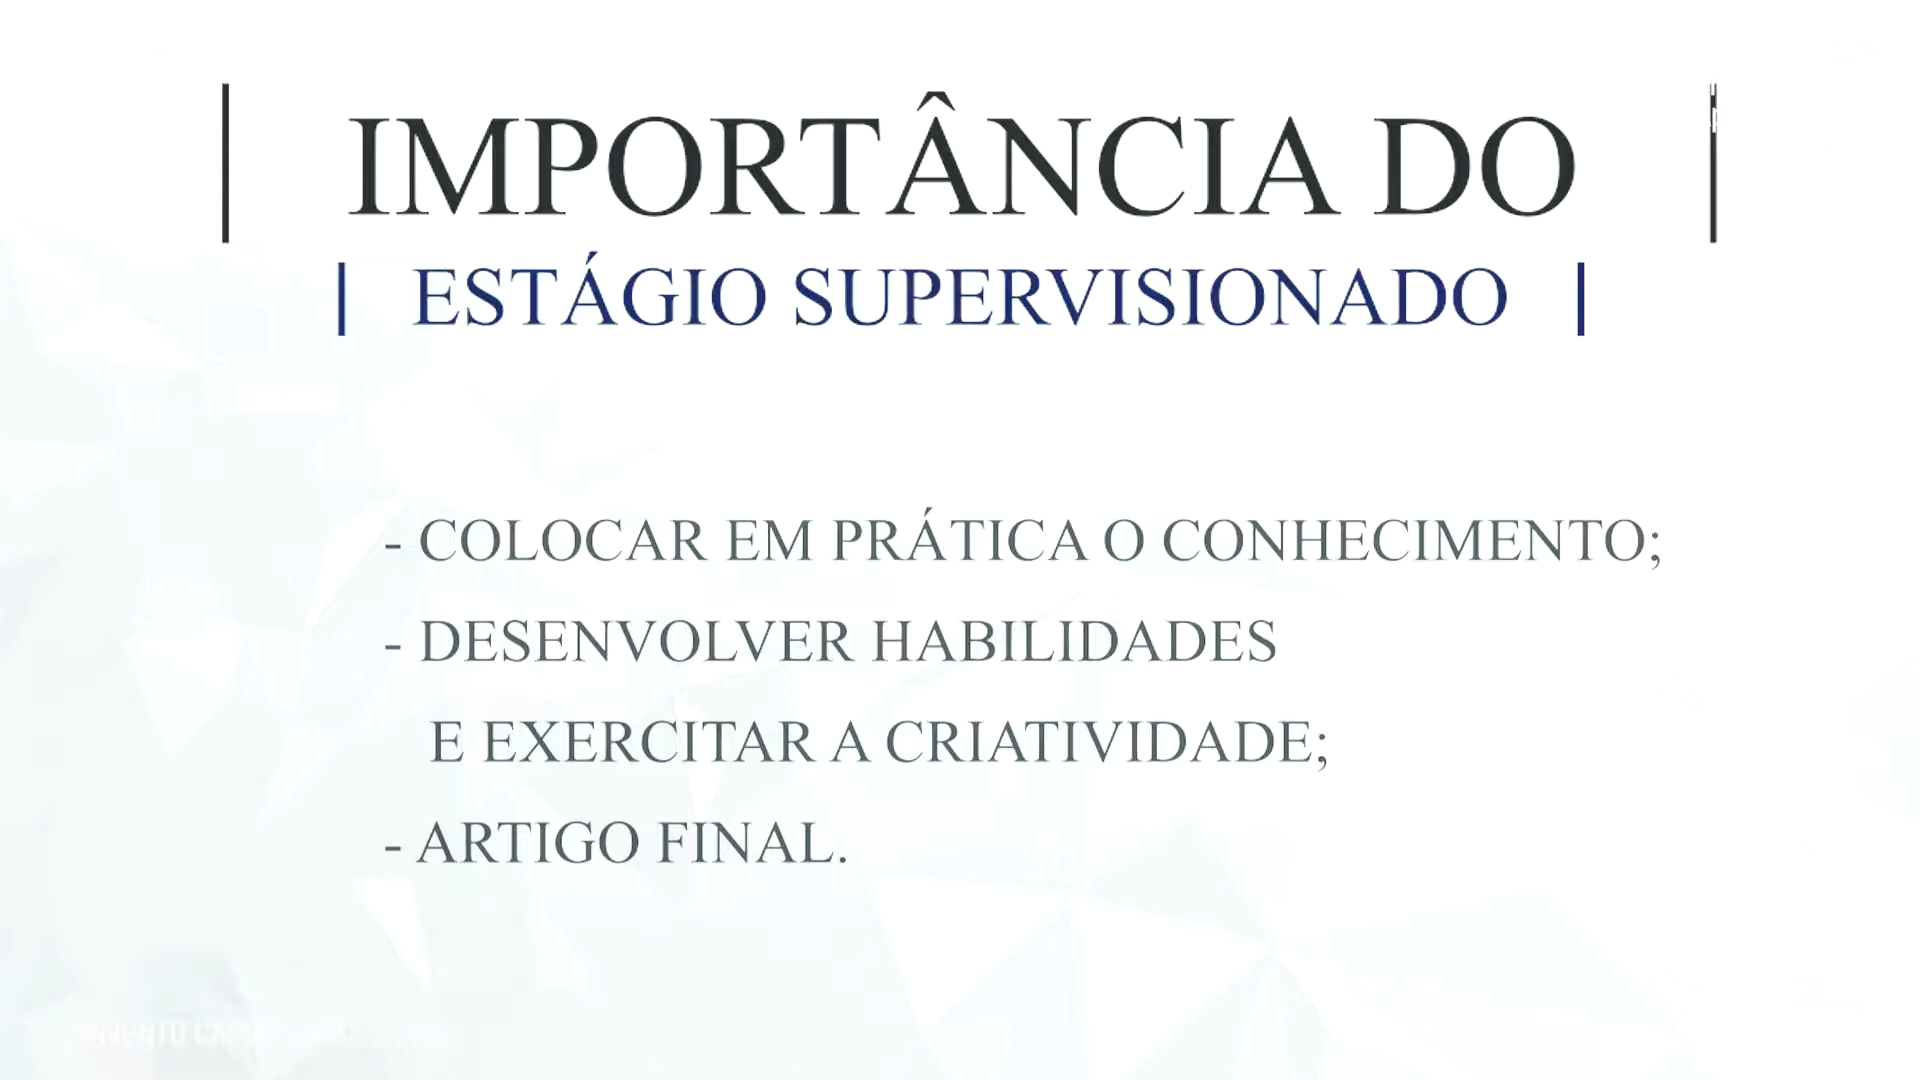 IMPORTÂNCIA DO
ESTÁGIO SUPERVISIONADO
- COLOCAR EM PRÁTICA O CONHECIMENTO;
- DESENVOLVER HABILIDADES
E EXERCITAR A CRIATIVIDADE;
- ARTIGO FINAL.